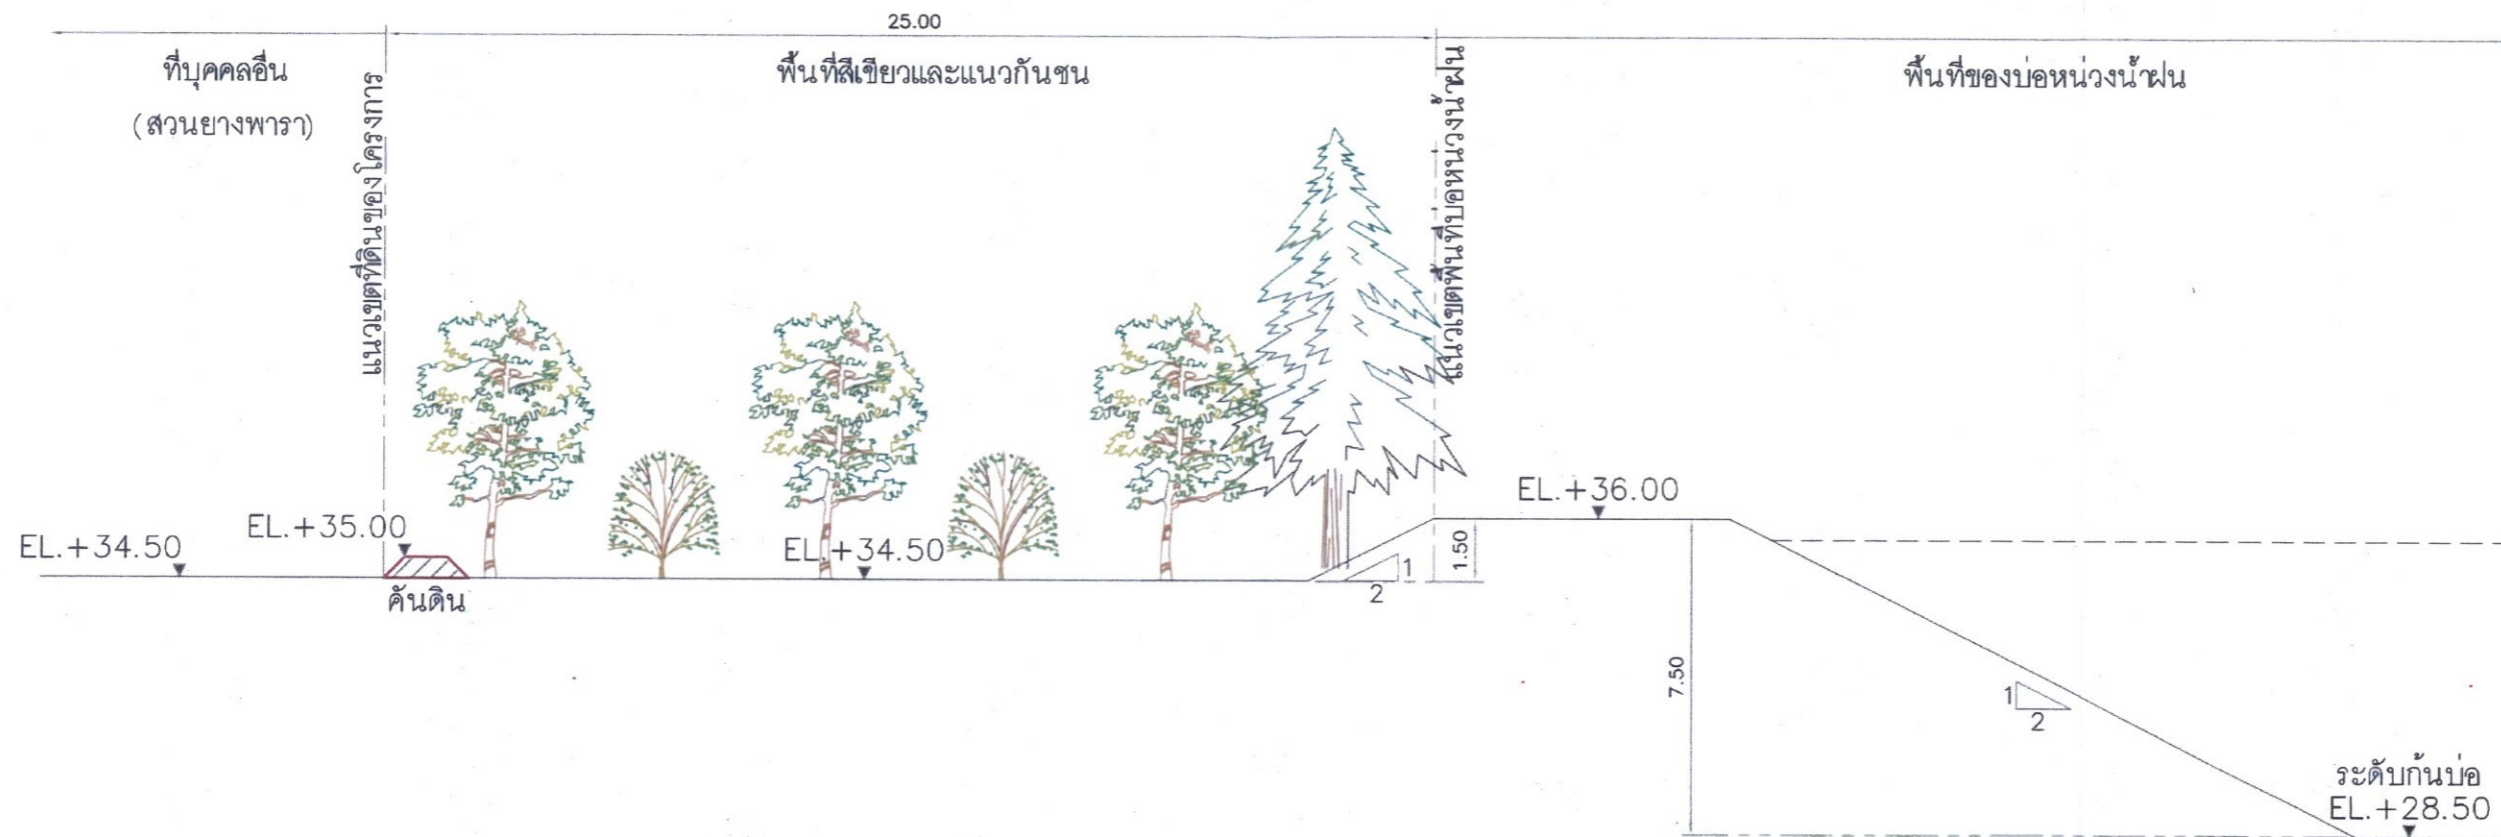 25.00
ที่บุคคลอื่น
(สวนยางพารา)
แนวเขตที่ดินของโครงการ
พื้นที่สีเขียวและแนวกันชน
แนวเขตพื้นที่บ่อหน่วงน้ำฝน
พื้นที่ของบ่อหน่วงน้ำฝน
EL.+34.50
EL.+35.00
คันดิน
EL.+34.50
1
2
1.50
EL.+36.00
7.50
1
2
ระดับก้นบ่อ
EL.+28.50